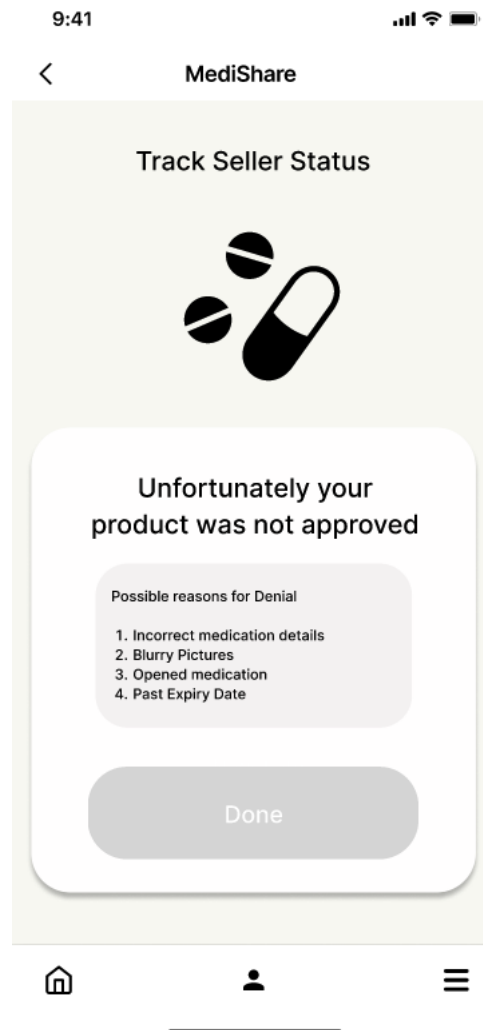 9:41
MediShare
Track Seller Status
Unfortunately your
product was not approved
Possible reasons for Denial
1. Incorrect medication details
2. Blurry Pictures
3. Opened medication
4. Past Expiry Date
Done